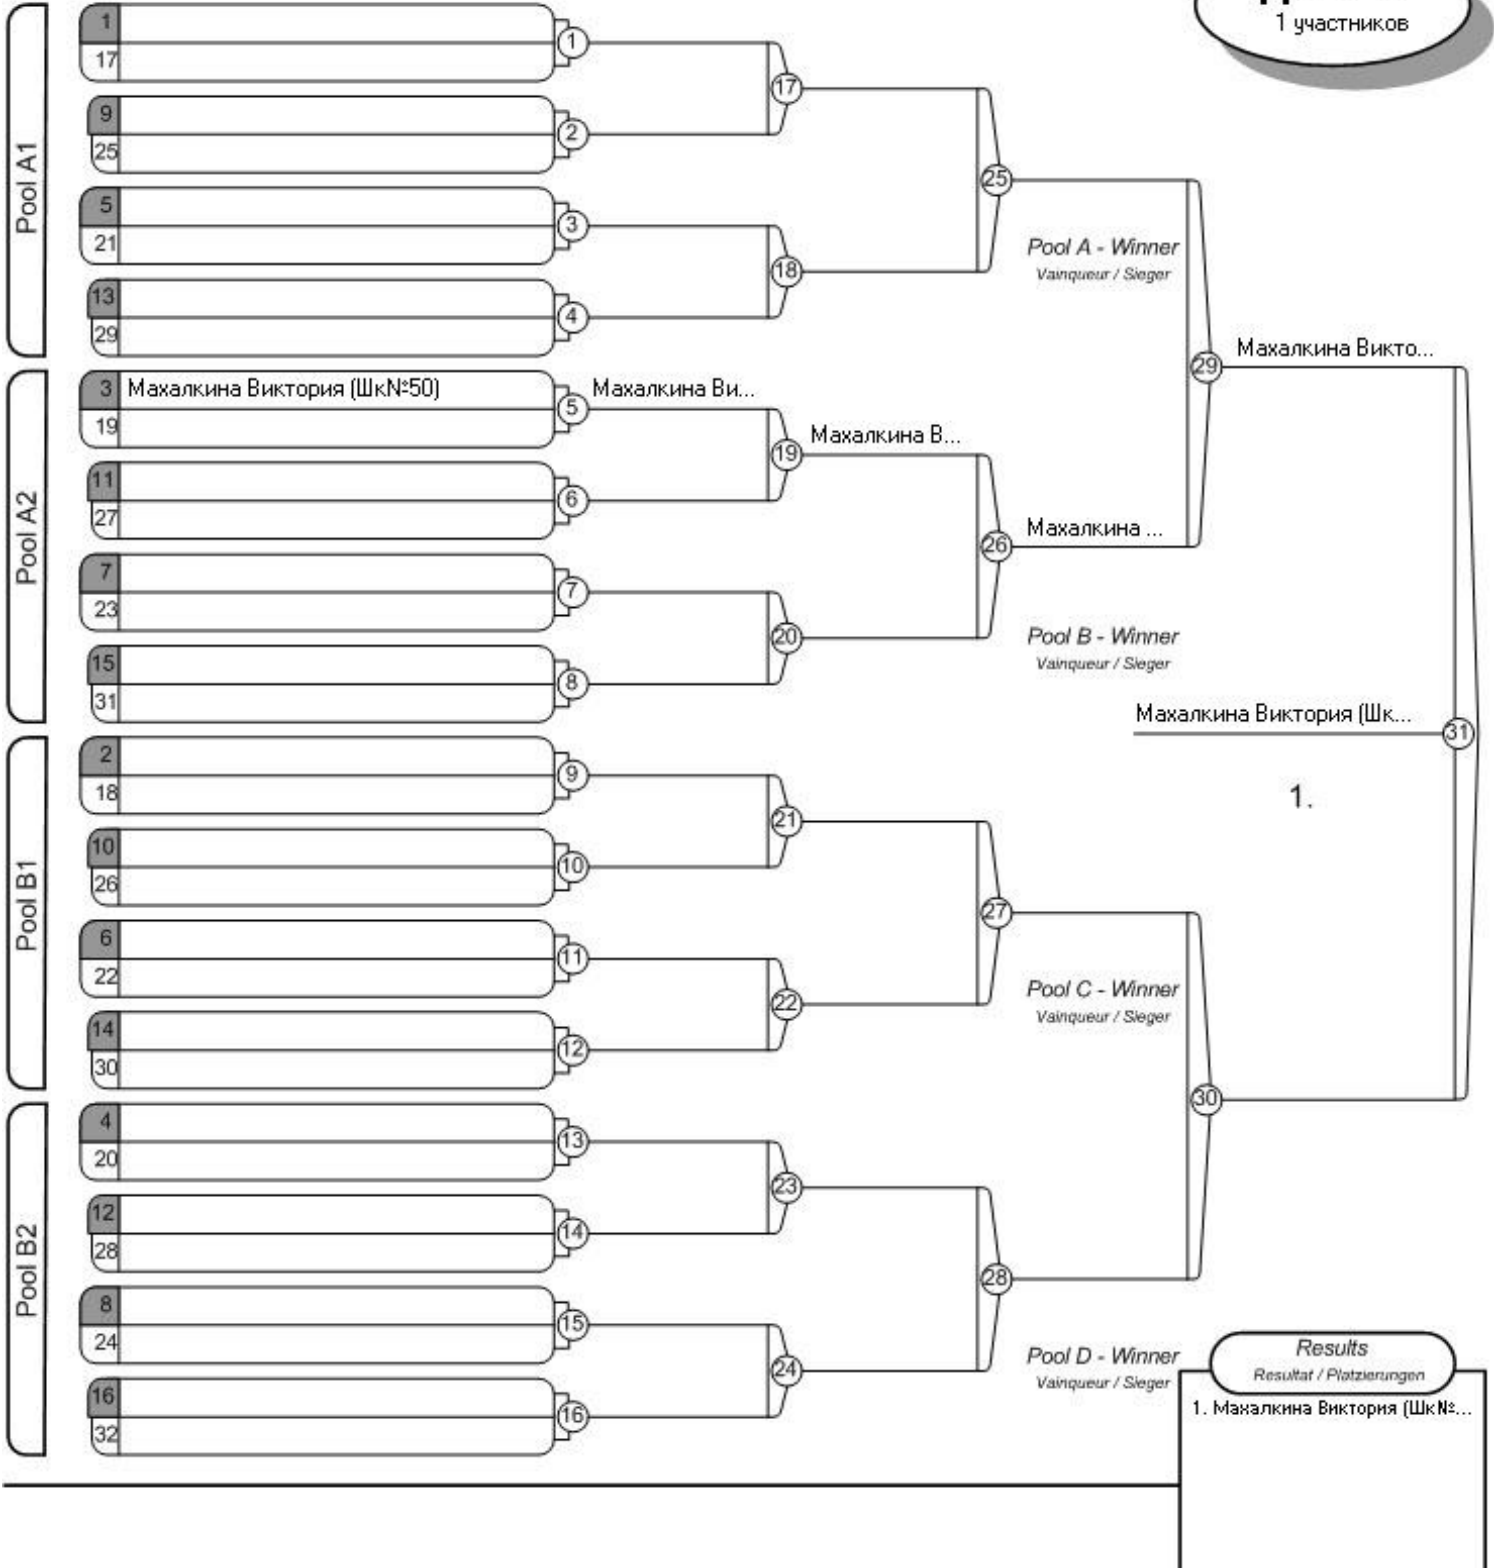 1 участников
Pool A1
1
17
1
9
25
2
17
5
21
3
13
29
4
18
25
Pool A - Winner
Vainqueur / Sieger
Pool A2
3 Махалкина Виктория (ШкNº50)
19
5
Махалкина Ви...
11
27
6
19
Махалкина В...
7
23
7
15
31
8
20
26
Махалкина ...
29
Махалкина Викто...
Pool B - Winner
Vainqueur / Sieger
Махалкина Виктория (Шк...
31
1.
Pool B1
2
18
9
10
26
10
21
6
22
11
14
30
12
22
27
Pool C - Winner
Vainqueur / Sieger
30
Pool B2
4
20
13
12
28
14
23
8
24
15
16
32
16
24
28
Pool D - Winner
Vainqueur / Sieger
Results
Resultat / Platzierungen
1. Махалкина Виктория (ШкNº...